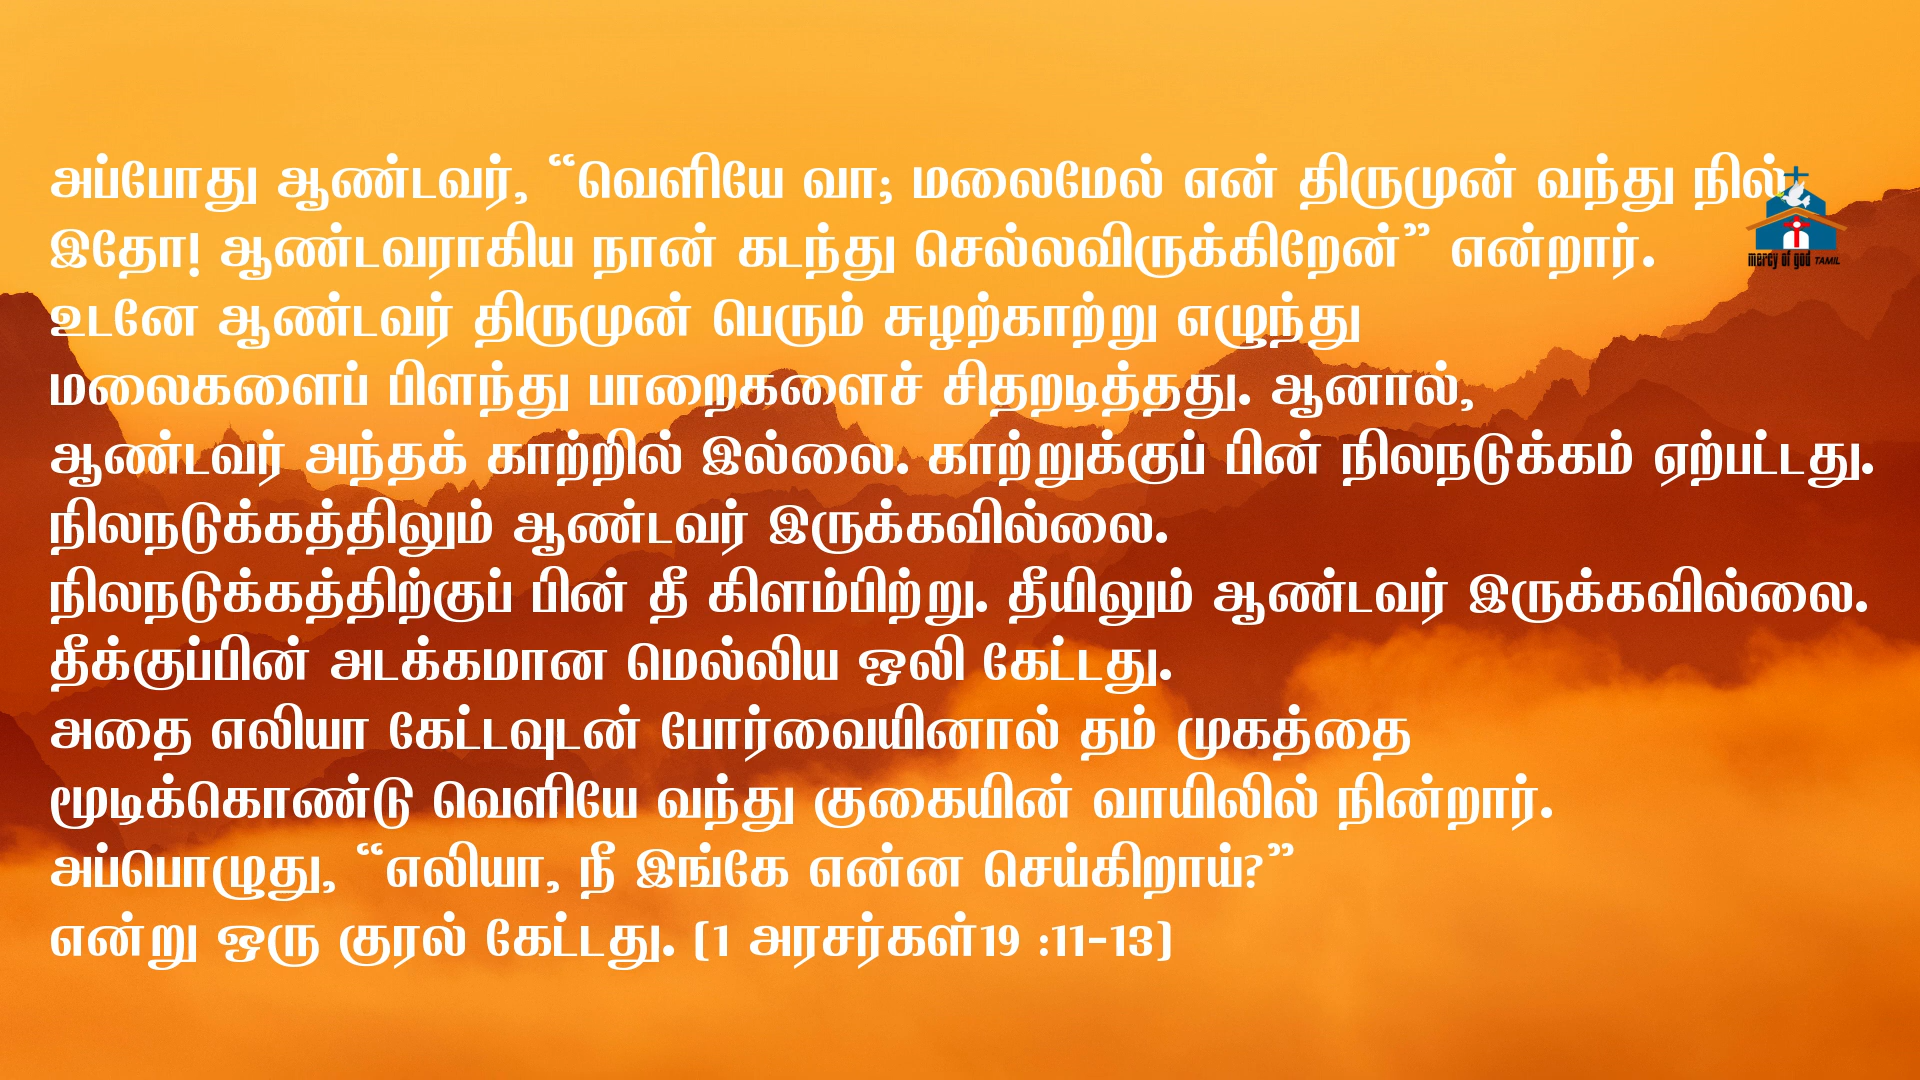 அப்போது ஆண்டவர், “வெளியே வா; மலைமேல் என் திருமுன் வந்து நில்
இதோ! ஆண்டவராகிய நான் கடந்து செல்லவிருக்கிறேன்” என்றார்.
mercy of god TAMIL
உடனே ஆண்டவர் திருமுன் பெரும் சுழற்காற்று எழுந்து
மலைகளைப் பிளந்து பாறைகளைச் சிதறடித்தது. ஆனால்,
ஆண்டவர் அந்தக் காற்றில் இல்லை. காற்றுக்குப் பின் நிலநடுக்கம் ஏற்பட்டது.
நிலநடுக்கத்திலும் ஆண்டவர் இருக்கவில்லை.
நிலநடுக்கத்திற்குப் பின் தீ கிளம்பிற்று. தீயிலும் ஆண்டவர் இருக்கவில்லை.
தீக்குப்பின் அடக்கமான மெல்லிய ஒலி கேட்டது.
அதை எலியா கேட்டவுடன் போர்வையினால் தம் முகத்தை
மூடிக்கொண்டு வெளியே வந்து குகையின் வாயிலில் நின்றார்.
அப்பொழுது, “எலியா, நீ இங்கே என்ன செய்கிறாய்?”
என்று ஒரு குரல் கேட்டது. (1 அரசர்கள்19 :11-13)